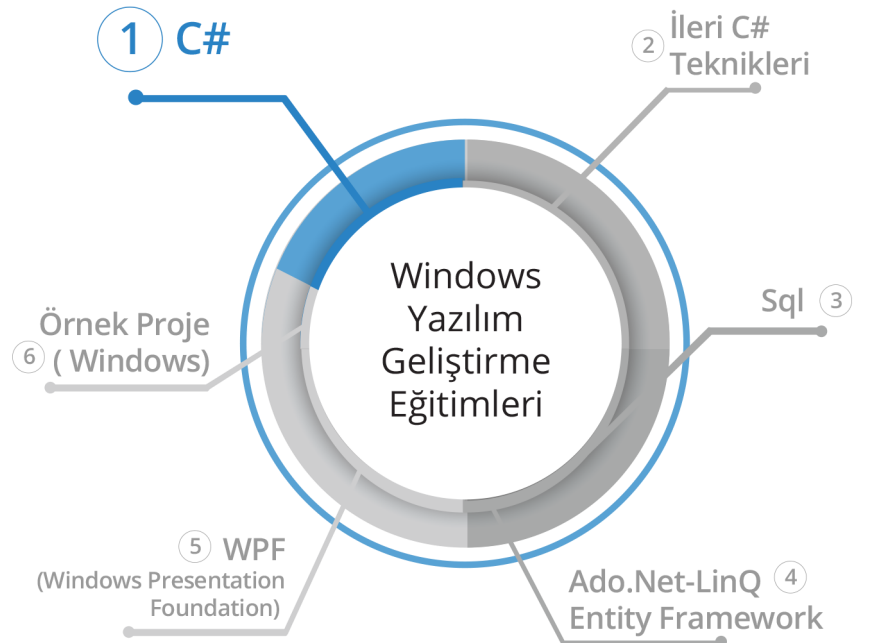 1 C#
2 İleri C#
Teknikleri
Sql 3
Ado.Net-LinQ 4
Entity Framework
5 WPF
(Windows Presentation
Foundation)
Örnek Proje
6 ( Windows)
Windows
Yazılım
Geliştirme
Eğitimleri